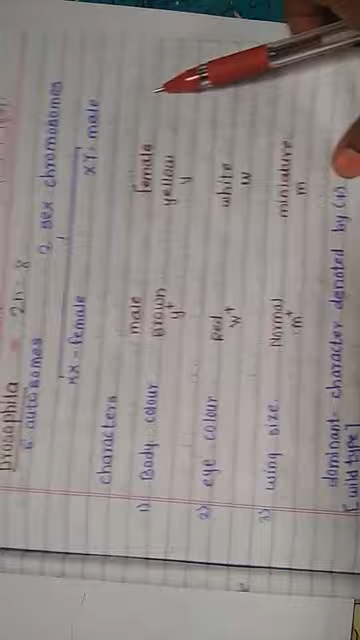 Drosophila 2n = 8
6 autosomes 2 sex chromosomes
XX - female XY - male
characters
male Female
1) Body colour Brown yellow
y+ y
2) eye colour Red white
w+ w
3) wing size. Normal miniature
m+ m
dominant character denoted by (+)
[wild type]